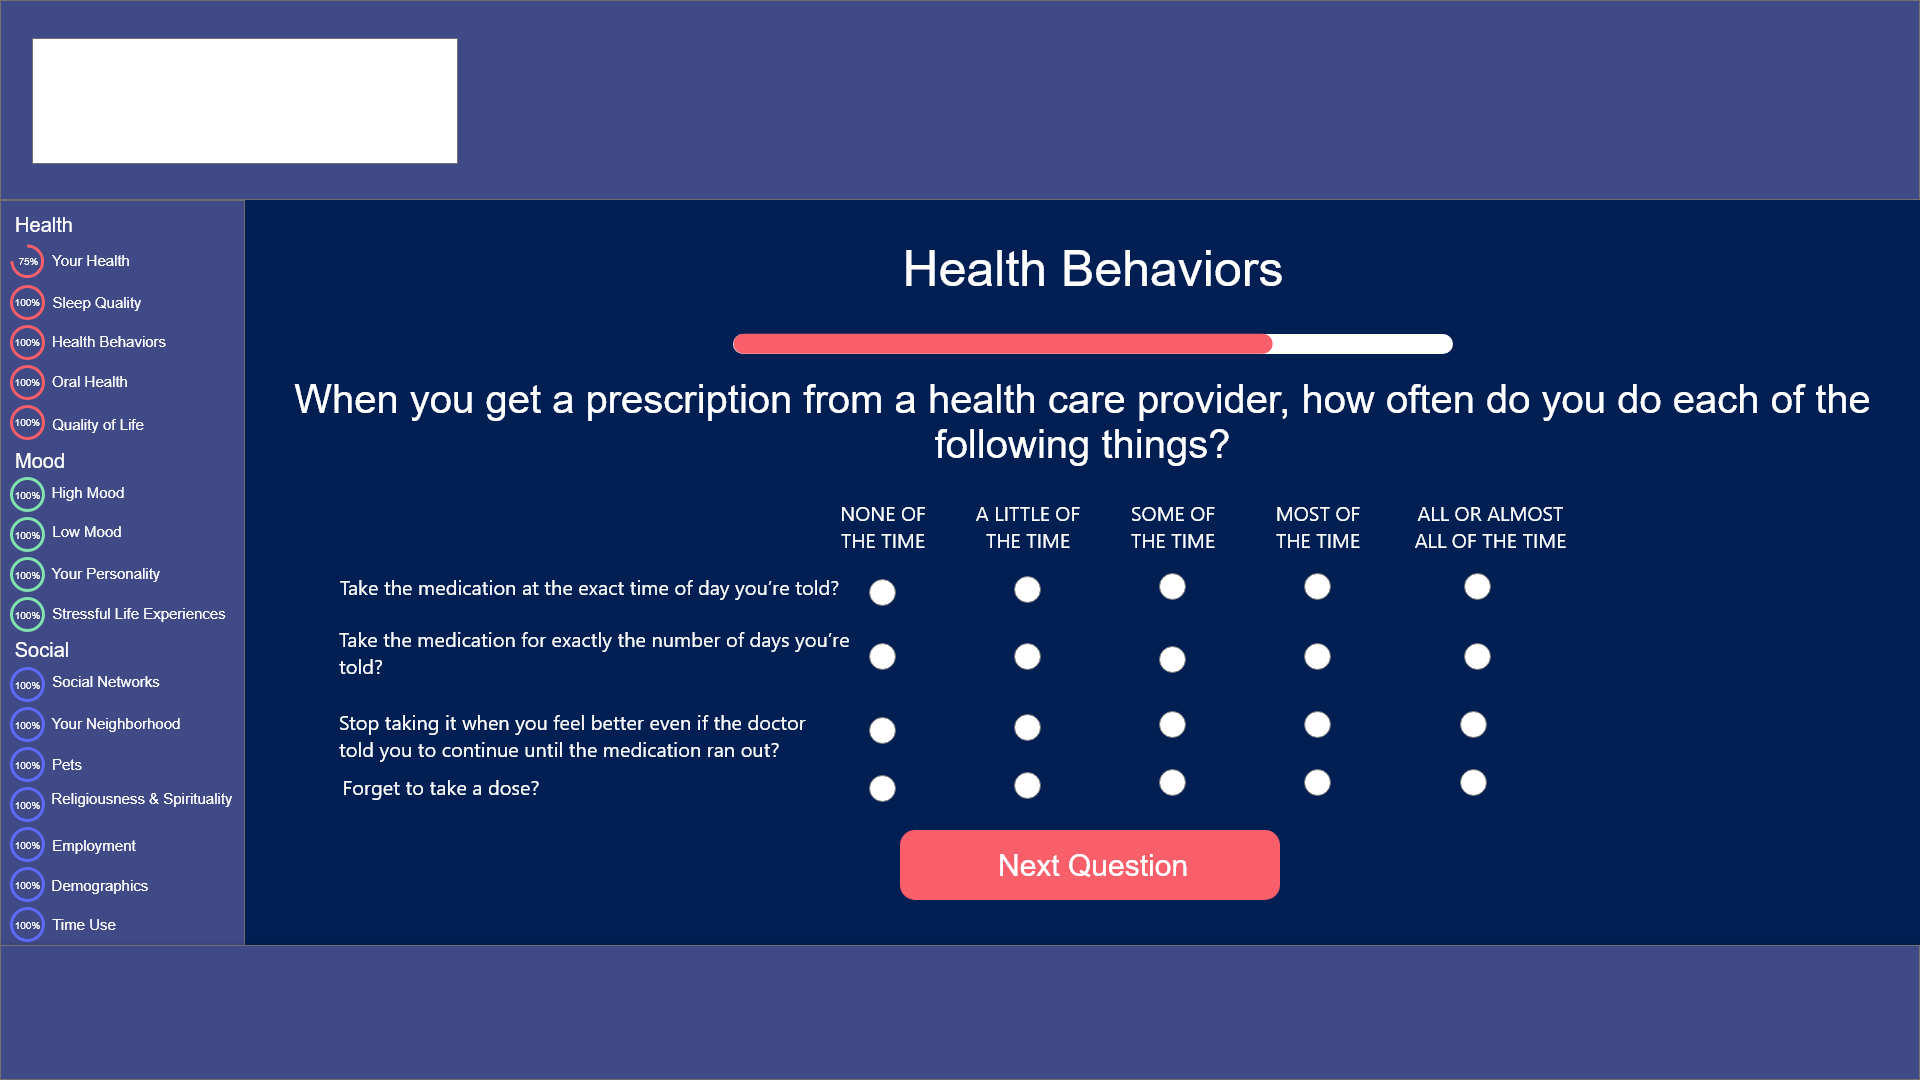 Health
75% Your Health
100% Sleep Quality
100% Health Behaviors
100% Oral Health
100% Quality of Life
Mood
100% High Mood
100% Low Mood
100% Your Personality
100% Stressful Life Experiences
Social
100% Social Networks
100% Your Neighborhood
100% Pets
100% Religiousness & Spirituality
100% Employment
100% Demographics
100% Time Use
Health Behaviors
When you get a prescription from a health care provider, how often do you do each of the
following things?
NONE OF
THE TIME
A LITTLE OF
THE TIME
SOME OF
THE TIME
MOST OF
THE TIME
ALL OR ALMOST
ALL OF THE TIME
Take the medication at the exact time of day you’re told?
Take the medication for exactly the number of days you’re
told?
Stop taking it when you feel better even if the doctor
told you to continue until the medication ran out?
Forget to take a dose?
Next Question